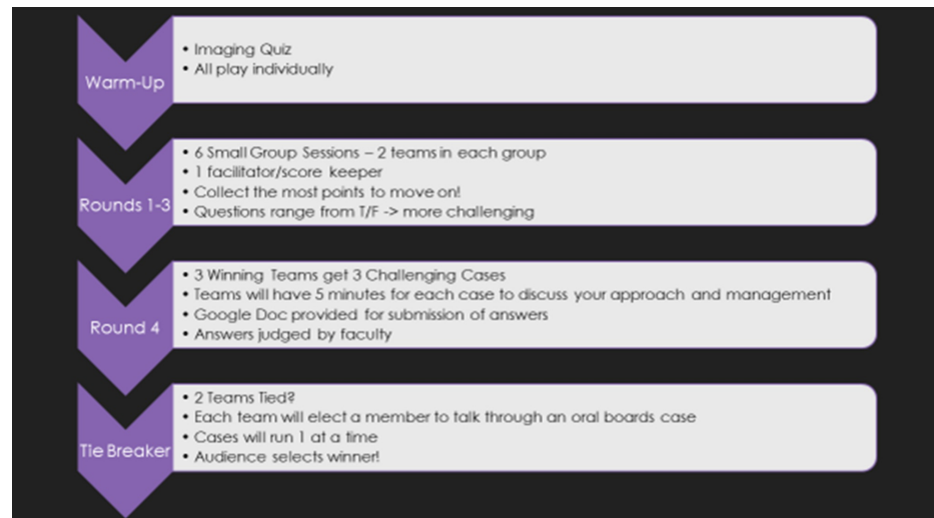 Warm-Up
• Imaging Quiz
• All play individually
Rounds 1-3
• 6 Small Group Sessions – 2 teams in each group
• 1 facilitator/score keeper
• Collect the most points to move on!
• Questions range from T/F -> more challenging
Round 4
• 3 Winning Teams get 3 Challenging Cases
• Teams will have 5 minutes for each case to discuss your approach and management
• Google Doc provided for submission of answers
• Answers judged by faculty
Tie Breaker
• 2 Teams Tied?
• Each team will elect a member to talk through an oral boards case
• Cases will run 1 at a time
• Audience selects winner!